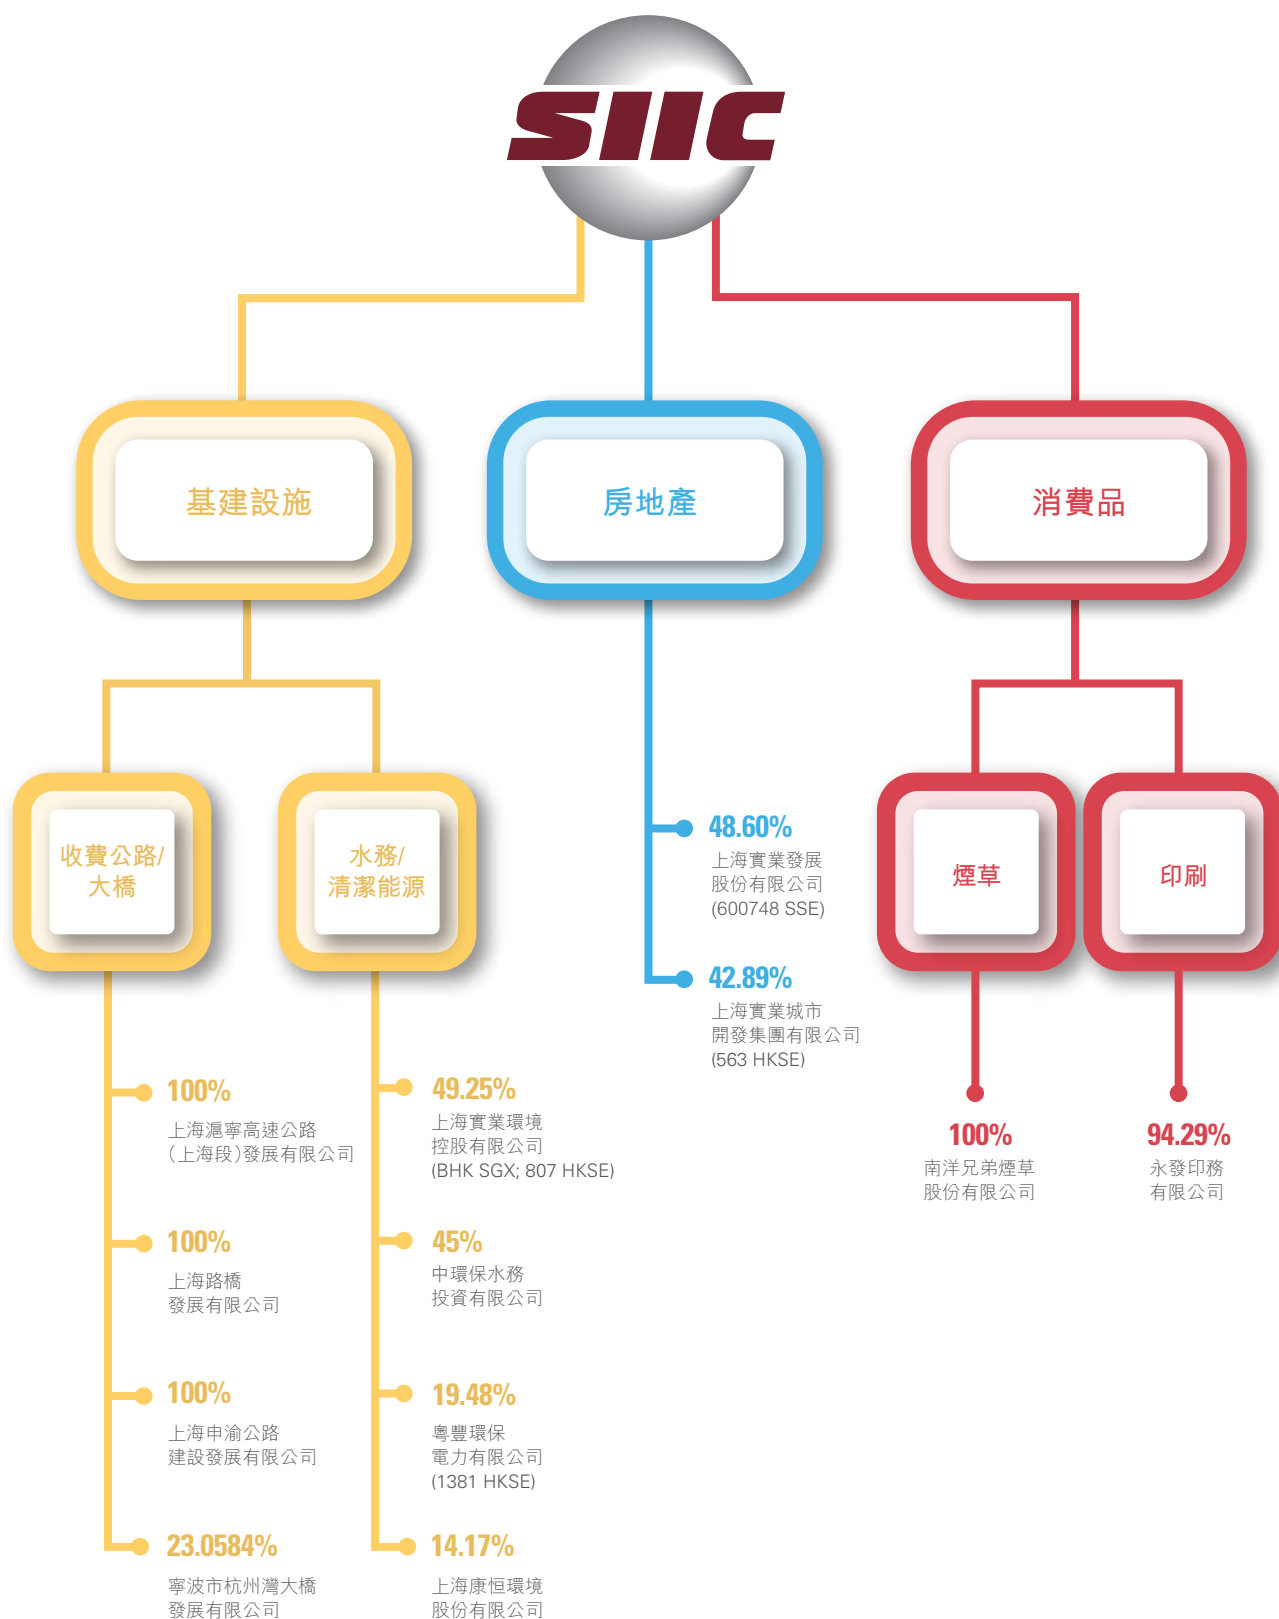 SIIC
基建設施
房地產
消費品
收費公路/
大橋
水務/
清潔能源
煙草
印刷
100%
上海滬寧高速公路
(上海段)發展有限公司
100%
上海路橋
發展有限公司
100%
上海申渝公路
建設發展有限公司
23.0584%
寧波市杭州灣大橋
發展有限公司
49.25%
上海實業環境
控股有限公司
(BHK SGX; 807 HKSE)
45%
中環保水務
投資有限公司
19.48%
粵豐環保
電力有限公司
(1381 HKSE)
14.17%
上海康恒環境
股份有限公司
48.60%
上海實業發展
股份有限公司
(600748 SSE)
42.89%
上海實業城市
開發集團有限公司
(563 HKSE)
100%
南洋兄弟煙草
股份有限公司
94.29%
永發印務
有限公司